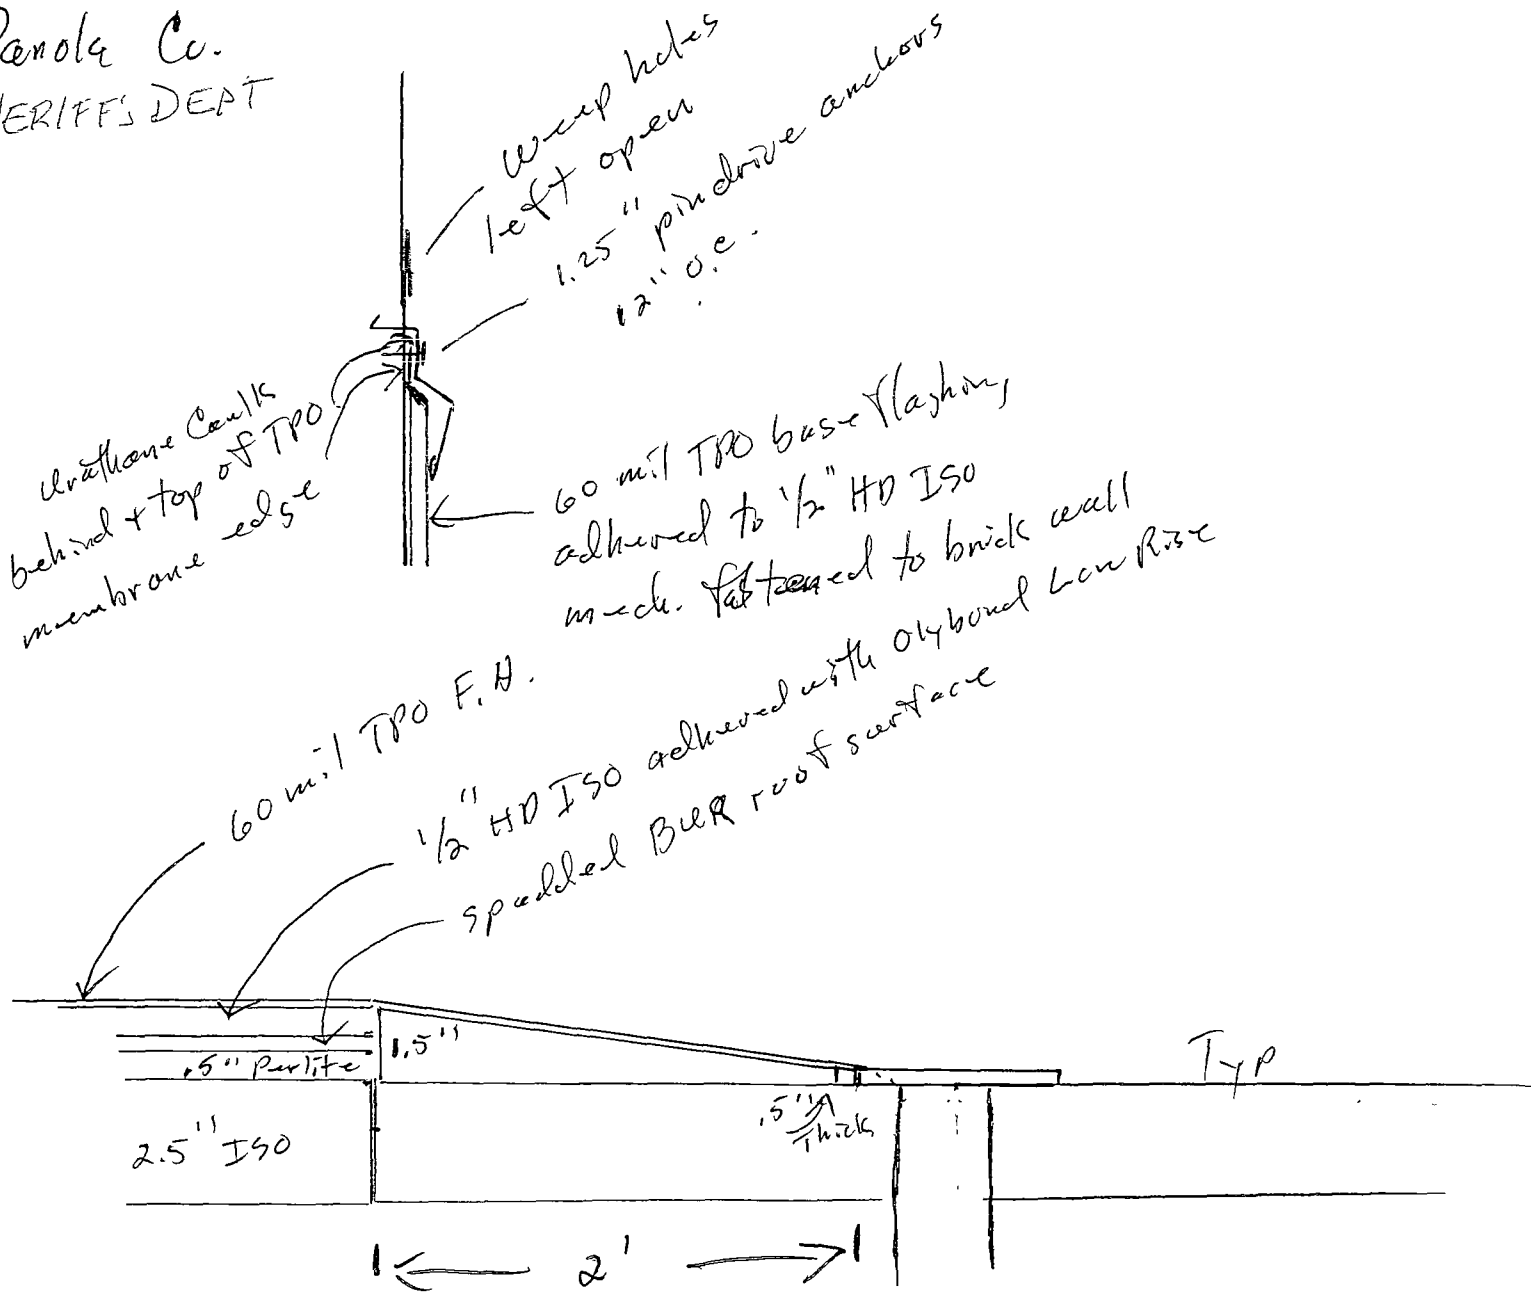 Panola Co.
SHERIFF'S DEPT
weep holes
left open
1.25" pindrive anchors
12" o.c.
Urathane Caulk
behind + top of TPO
membrane edge
60 mil TPO base flashing
adhered to 1/2" HD ISO
mech. fastened to brick wall
60 mil TPO F.A.
1/2" HD ISO adhered with Olybond Low Rise
spudded BUR roof surface
1.5"
.5" Perlite
2.5" ISO
.5"
Thick
Typ
2'